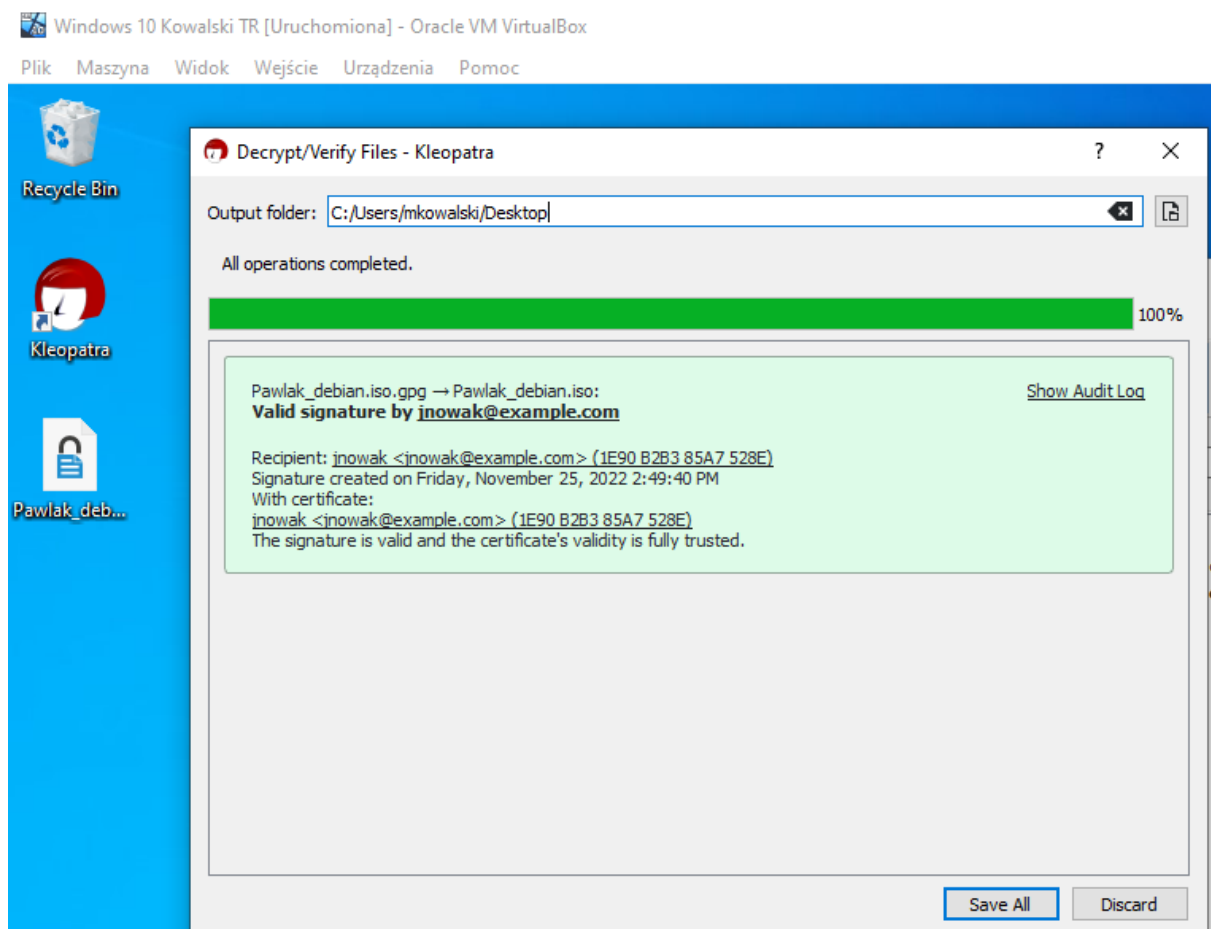 Windows 10 Kowalski TR [Uruchomiona] - Oracle VM VirtualBox
Plik Maszyna Widok Wejście Urządzenia Pomoc
Recycle Bin
Kleopatra
Pawlak_deb...
Decrypt/Verify Files - Kleopatra
Output folder: C:/Users/mkowalski/Desktop
All operations completed.
100%
Pawlak_debian.iso.gpg → Pawlak_debian.iso: Show Audit Log
Valid signature by jnowak@example.com
Recipient: jnowak <jnowak@example.com> (1E90 B2B3 85A7 528E)
Signature created on Friday, November 25, 2022 2:49:40 PM
With certificate:
jnowak <jnowak@example.com> (1E90 B2B3 85A7 528E)
The signature is valid and the certificate's validity is fully trusted.
Save All Discard